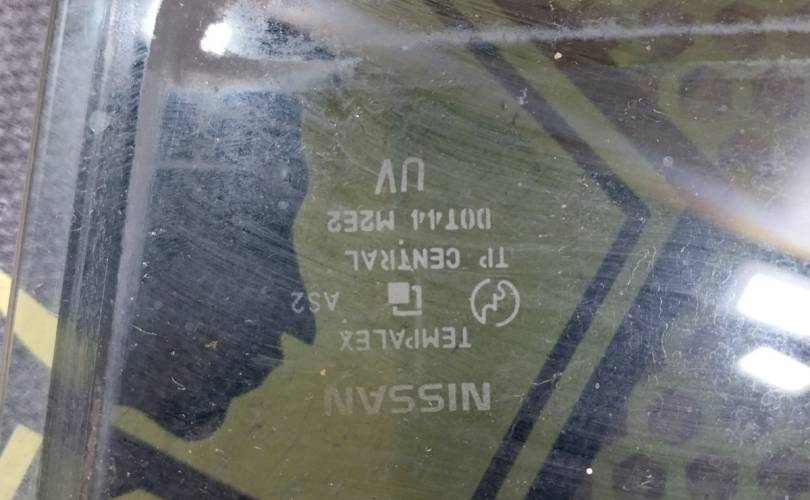 NISSAN
TEMPALEX
AS2
TP CENTRAL
DOT44 M2E2
UV